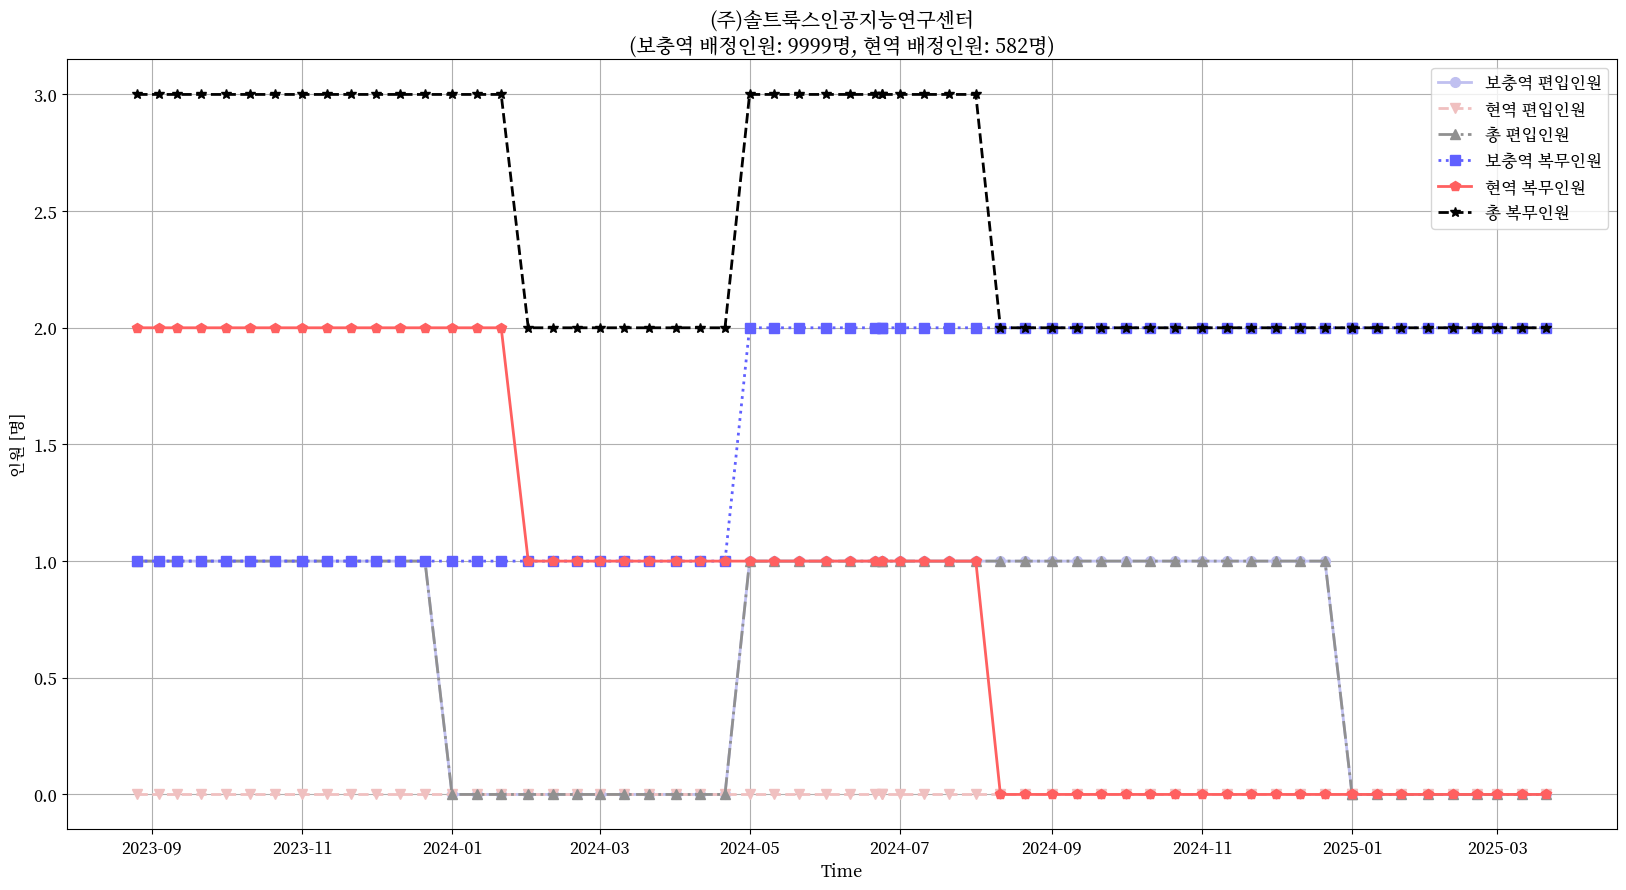 (주)솔트룩스인공지능연구센터
(보충역 배정인원: 9999명, 현역 배정인원: 582명)
보충역 편입인원
현역 편입인원
총 편입인원
보충역 복무인원
현역 복무인원
총 복무인원
3.0
2.5
2.0
1.5
1.0
0.5
0.0
인원 [명]
2023-09 2023-11 2024-01 2024-03 2024-05 2024-07 2024-09 2024-11 2025-01 2025-03
Time